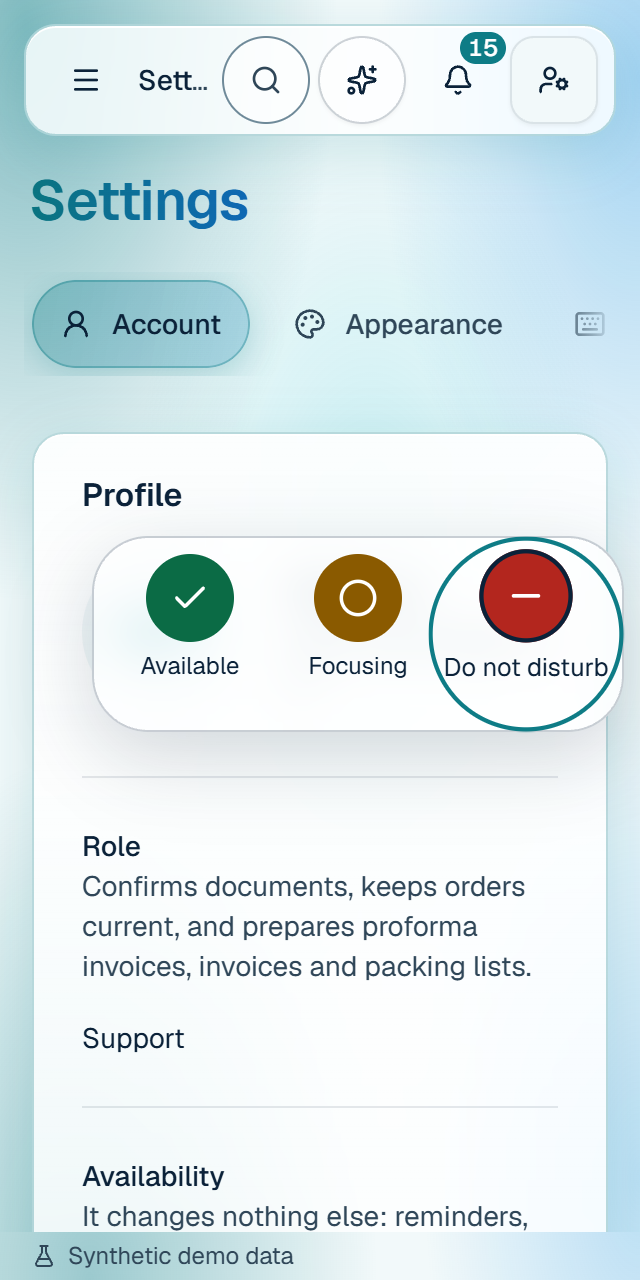 Sett...
15
Settings
Account
Appearance
Profile
Available
Focusing
Do not disturb
Role
Confirms documents, keeps orders
current, and prepares proforma
invoices, invoices and packing lists.
Support
Availability
It changes nothing else: reminders,
Synthetic demo data